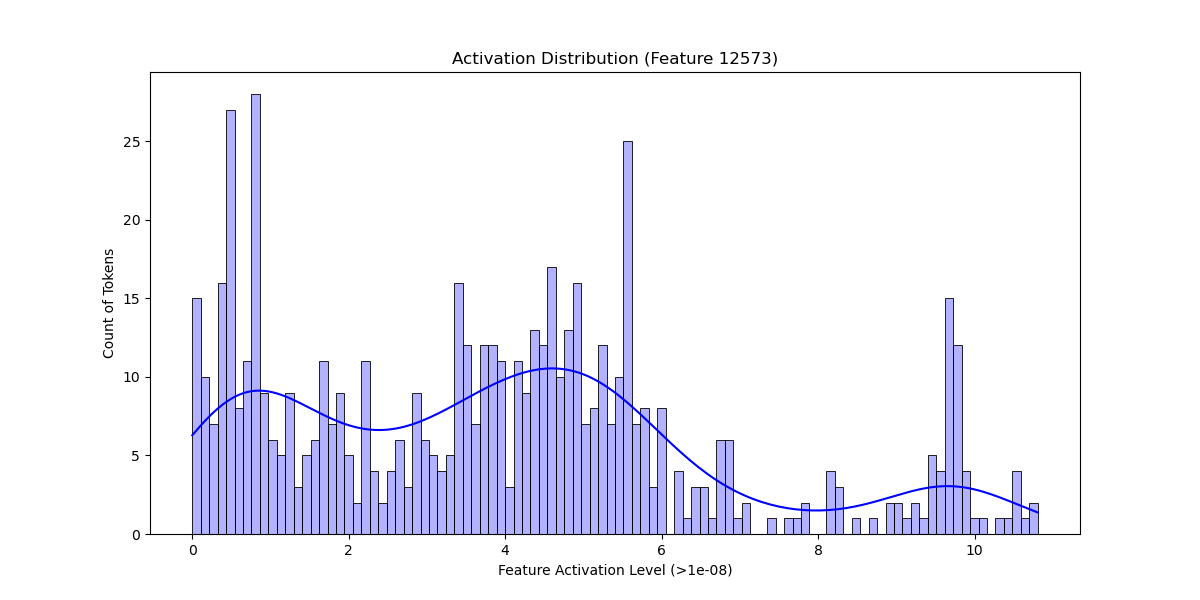 Activation Distribution (Feature 12573)
25
20
15
10
5
0
Count of Tokens
0 2 4 6 8 10
Feature Activation Level (>1e-08)